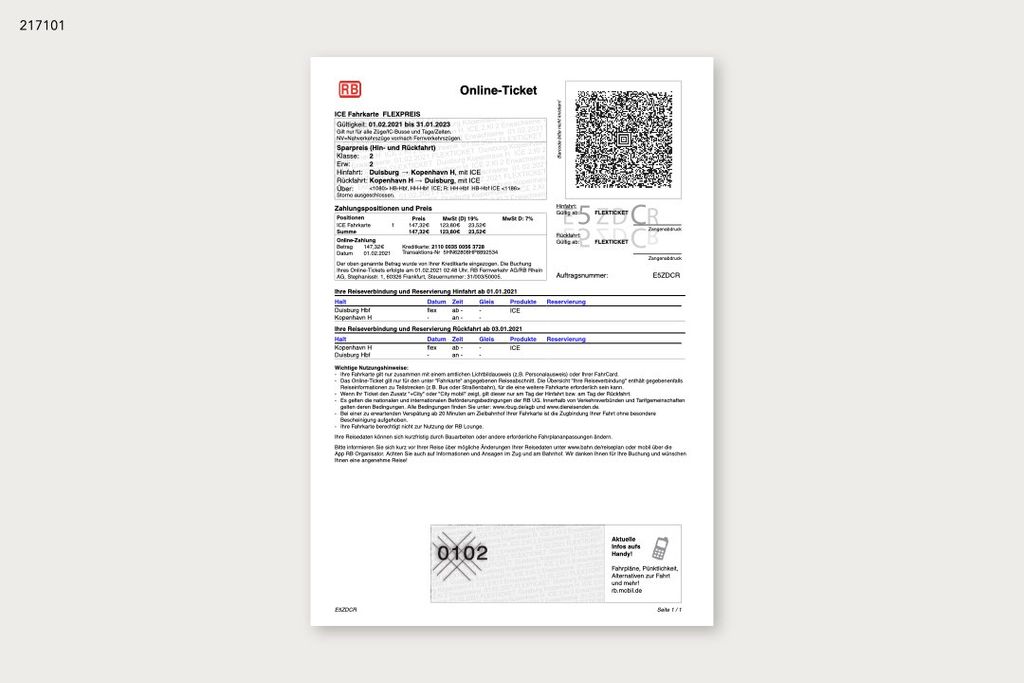 217101
RB
Online-Ticket
Barcode bitte nicht knicken!
ICE Fahrkarte FLEXPREIS
Gültigkeit: 01.02.2021 bis 31.01.2023
Gilt nur für alle Züge/IC-Busse und Tage/Zeiten.
NV=Nahverkehrszüge vor/nach Fernverkehrszügen.
Sparpreis (Hin- und Rückfahrt)
Klasse: 2
Erw: 2
Hinfahrt: Duisburg → Kopenhavn H, mit ICE
Rückfahrt: Kopenhavn H → Duisburg, mit ICE
Über: <1080> HB-Hbf, HH-Hbf ICE; R: HH-Hbf HB-Hbf ICE <1186>
Storno ausgeschlossen.
Hinfahrt:
Gültig ab: FLEXTICKET
E5ZDCR
Zangenabdruck
Rückfahrt:
Gültig ab: FLEXTICKET
Zangenabdruck
Auftragsnummer: E5ZDCR
Zahlungspositionen und Preis
Positionen Preis MwSt (D) 19% MwSt D: 7%
ICE Fahrkarte 1 147,32€ 123,80€ 23,52€
Summe 147,32€ 123,80€ 23,52€
Online-Zahlung
Betrag 147,32€ Kreditkarte: 2110 0035 0056 3728
Datum 01.02.2021 Transaktions-Nr
Der oben genannte Betrag wurde von Ihrer Kreditkarte eingezogen. Die Buchung
Ihres Online-Tickets erfolgte am 01.02.2021 02:48 Uhr. RB Fernverkehr AG/RB Rhein
AG, Stephanistr. 1, 60326 Frankfurt, Steuernummer: 31/003/50005.
Ihre Reiseverbindung und Reservierung Hinfahrt ab 01.01.2021
Halt Datum Zeit Gleis Produkte Reservierung
Duisburg Hbf flex ab - - ICE
Kopenhavn H - an - -
Ihre Reiseverbindung und Reservierung Rückfahrt ab 03.01.2021
Halt Datum Zeit Gleis Produkte Reservierung
Kopenhavn H flex ab - - ICE
Duisburg Hbf - an - -
Wichtige Nutzungshinweise:
- Ihre Fahrkarte gilt nur zusammen mit einem amtlichen Lichtbildausweis (z.B. Personalausweis) oder Ihrer FahrCard.
- Das Online-Ticket gilt nur für den unter "Fahrkarte" angegebenen Reiseabschnitt. Die Übersicht "Ihre Reiseverbindung" enthält gegebenenfalls
Reiseinformationen zu Teilstrecken (z.B. Bus oder Straßenbahn), für die eine weitere Fahrkarte erforderlich sein kann.
- Wenn Ihr Ticket den Zusatz "+City" oder "City mobil" zeigt, gilt dieser nur am Tag der Hinfahrt bzw. am Tag der Rückfahrt.
- Es gelten die nationalen und internationalen Beförderungsbedingungen der RB UG. Innerhalb von Verkehrsverbünden und Tarifgemeinschaften
gelten deren Bedingungen. Alle Bedingungen finden Sie unter: www.rbug.de/agb und www.diereisenden.de.
- Bei einer zu erwartenden Verspätung ab 20 Minuten am Zielbahnhof Ihrer Fahrkarte ist die Zugbindung Ihrer Fahrt ohne besondere
Bescheinigung aufgehoben.
- Ihre Fahrkarte berechtigt nicht zur Nutzung der RB Lounge.
Ihre Reisedaten können sich kurzfristig durch Bauarbeiten oder andere erforderliche Fahrplananpassungen ändern.
Bitte informieren Sie sich kurz vor Ihrer Reise über mögliche Änderungen Ihrer Reisedaten unter www.bahn.de/reiseplan oder mobil über die
App RB Organisator. Achten Sie auch auf Informationen und Ansagen im Zug und am Bahnhof. Wir danken Ihnen für Ihre Buchung und wünschen
Ihnen eine angenehme Reise!
0102
Aktuelle
Infos aufs
Handy!
Fahrpläne, Pünktlichkeit,
Alternativen zur Fahrt
und mehr!
rb.mobil.de
E5ZDCR
Seite 1 / 1